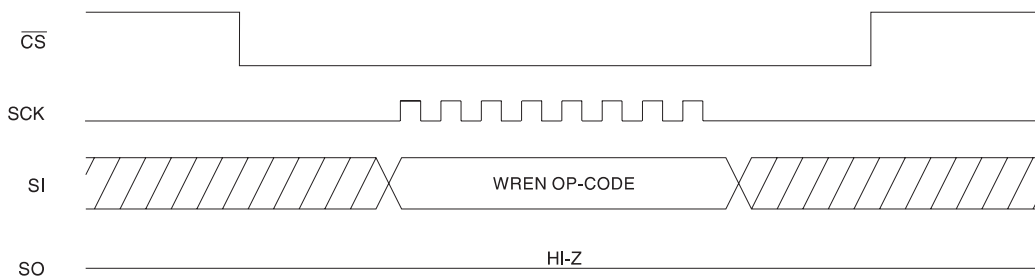 CS
SCK
SI
WREN OP-CODE
HI-Z
SO